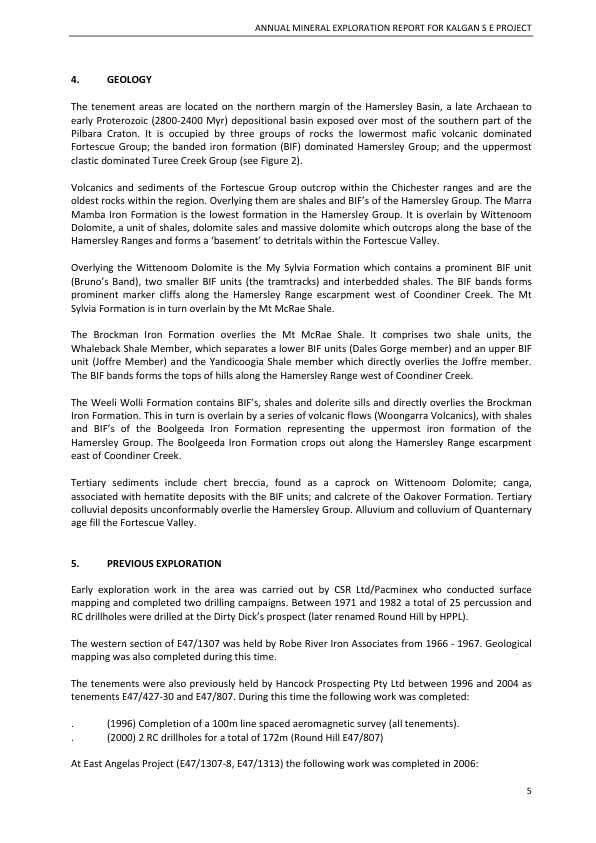 ANNUAL MINERAL EXPLORATION REPORT FOR KALGAN S E PROJECT
4. GEOLOGY
The tenement areas are located on the northern margin of the Hamersley Basin, a late Archaean to
early Proterozoic (2800-2400 Myr) depositional basin exposed over most of the southern part of the
Pilbara Craton. It is occupied by three groups of rocks the lowermost mafic volcanic dominated
Fortescue Group; the banded iron formation (BIF) dominated Hamersley Group; and the uppermost
clastic dominated Turee Creek Group (see Figure 2).
Volcanics and sediments of the Fortescue Group outcrop within the Chichester ranges and are the
oldest rocks within the region. Overlying them are shales and BIF's of the Hamersley Group. The Marra
Mamba Iron Formation is the lowest formation in the Hamersley Group. It is overlain by Wittenoom
Dolomite, a unit of shales, dolomite sales and massive dolomite which outcrops along the base of the
Hamersley Ranges and forms a 'basement' to detritals within the Fortescue Valley.
Overlying the Wittenoom Dolomite is the My Sylvia Formation which contains a prominent BIF unit
(Bruno's Band), two smaller BIF units (the tramtracks) and interbedded shales. The BIF bands forms
prominent marker cliffs along the Hamersley Range escarpment west of Coondiner Creek. The Mt
Sylvia Formation is in turn overlain by the Mt McRae Shale.
The Brockman Iron Formation overlies the Mt McRae Shale. It comprises two shale units, the
Whaleback Shale Member, which separates a lower BIF units (Dales Gorge member) and an upper BIF
unit (Joffre Member) and the Yandicoogia Shale member which directly overlies the Joffre member.
The BIF bands forms the tops of hills along the Hamersley Range west of Coondiner Creek.
The Weeli Wolli Formation contains BIF's, shales and dolerite sills and directly overlies the Brockman
Iron Formation. This in turn is overlain by a series of volcanic flows (Woongarra Volcanics), with shales
and BIF's of the Boolgeeda Iron Formation representing the uppermost iron formation of the
Hamersley Group. The Boolgeeda Iron Formation crops out along the Hamersley Range escarpment
east of Coondiner Creek.
Tertiary sediments include chert breccia, found as a caprock on Wittenoom Dolomite; canga,
associated with hematite deposits with the BIF units; and calcrete of the Oakover Formation. Tertiary
colluvial deposits unconformably overlie the Hamersley Group. Alluvium and colluvium of Quanternary
age fill the Fortescue Valley.
5. PREVIOUS EXPLORATION
Early exploration work in the area was carried out by CSR Ltd/Pacminex who conducted surface
mapping and completed two drilling campaigns. Between 1971 and 1982 a total of 25 percussion and
RC drillholes were drilled at the Dirty Dick's prospect (later renamed Round Hill by HPPL).
The western section of E47/1307 was held by Robe River Iron Associates from 1966 - 1967. Geological
mapping was also completed during this time.
The tenements were also previously held by Hancock Prospecting Pty Ltd between 1996 and 2004 as
tenements E47/427-30 and E47/807. During this time the following work was completed:
. (1996) Completion of a 100m line spaced aeromagnetic survey (all tenements).
. (2000) 2 RC drillholes for a total of 172m (Round Hill E47/807)
At East Angelas Project (E47/1307-8, E47/1313) the following work was completed in 2006:
5